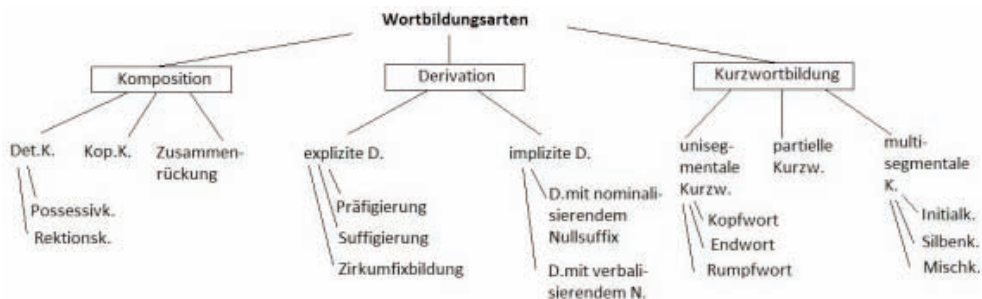 Wortbildungsarten
Komposition
Derivation
Kurzwortbildung
Det.K.
Kop.K.
Zusammen-
rückung
Possessivk.
Rektionsk.
explizite D.
Präfigierung
Suffigierung
Zirkumfixbildung
implizite D.
D.mit nominali-
sierendem
Nullsuffix
D.mit verbali-
sierendem N.
uniseg-
mentale
Kurzw.
Kopfwort
Endwort
Rumpfwort
partielle
Kurzw.
multi-
segmentale
K.
Initialk.
Silbenk.
Mischk.